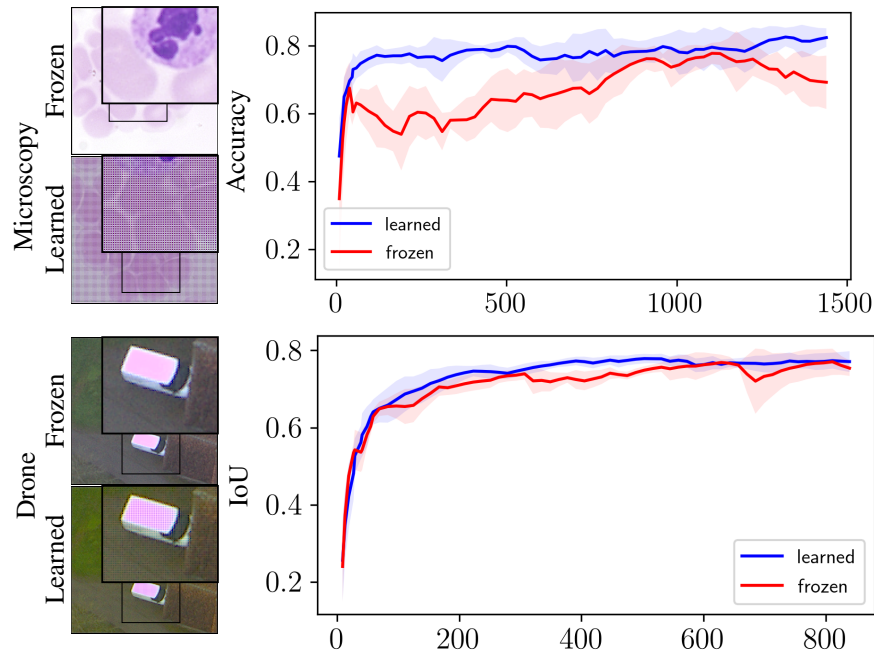 Microscopy
Frozen
Learned
Accuracy
0.8
0.6
0.4
0.2
learned
frozen
0 500 1000 1500
Drone
Frozen
Learned
IoU
0.8
0.6
0.4
0.2
learned
frozen
0 200 400 600 800